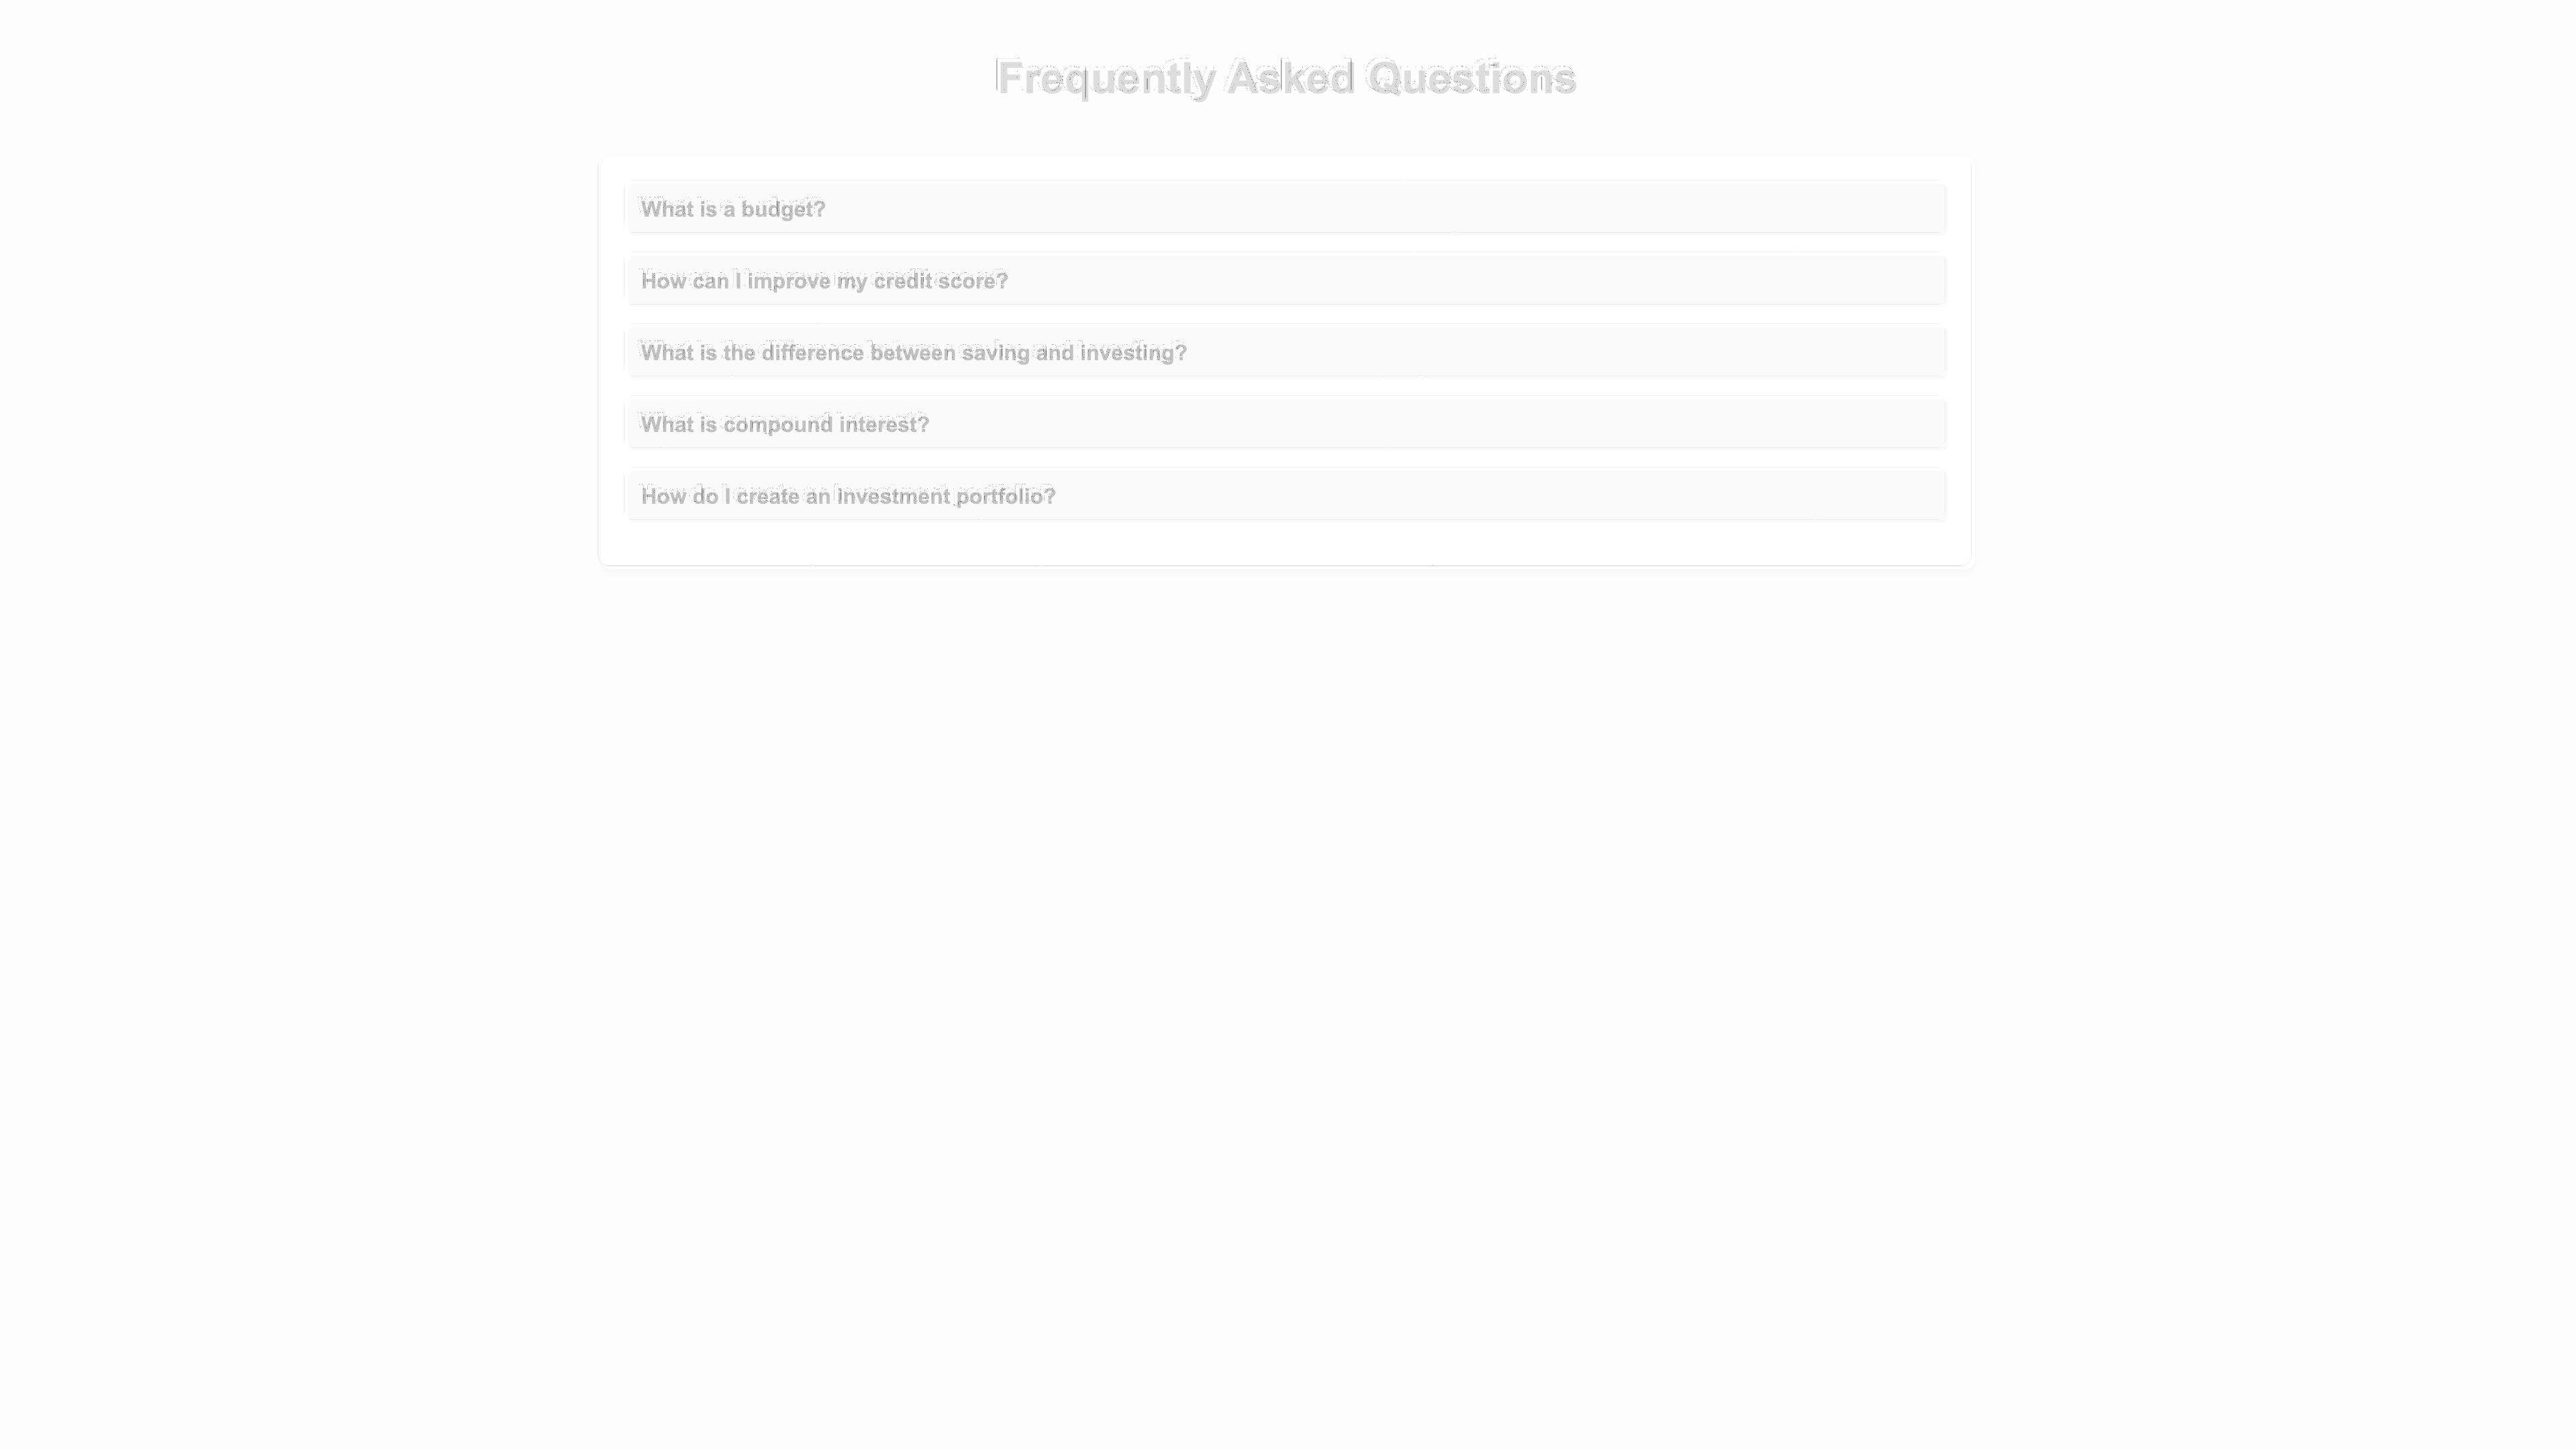 Frequently Asked Questions
What is a budget?
How can I improve my credit score?
What is the difference between saving and investing?
What is compound interest?
How do I create an investment portfolio?